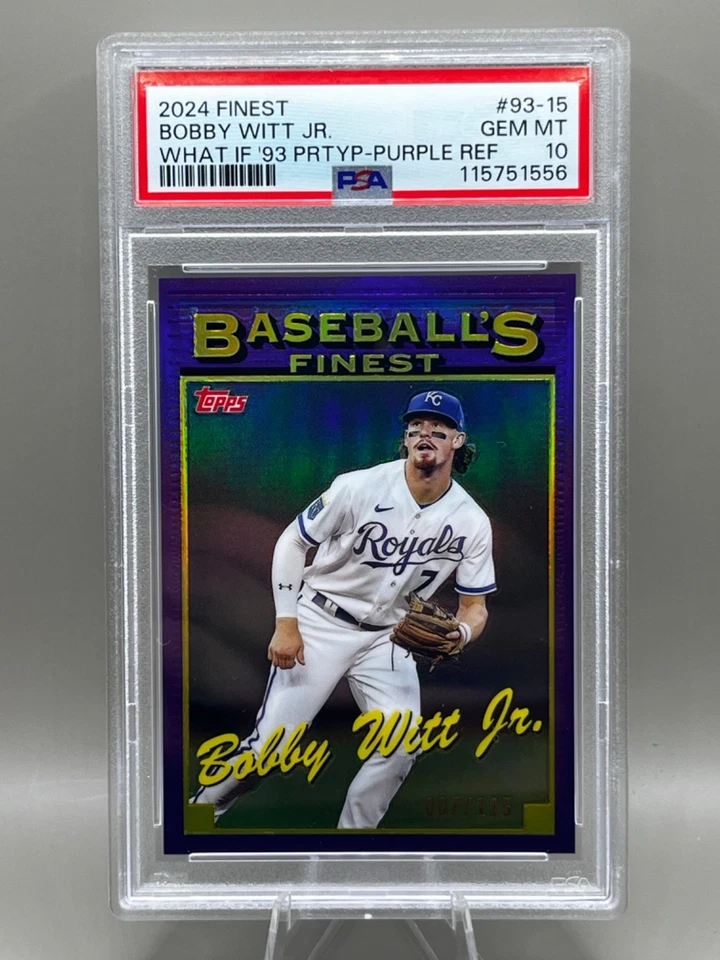 2024 FINEST #93-15
BOBBY WITT JR. GEM MT
WHAT IF '93 PRTYP-PURPLE REF 10
PSA 115751556
BASEBALL'S
FINEST
Topps
KC
Royals
7
Bobby Witt Jr.
PSA